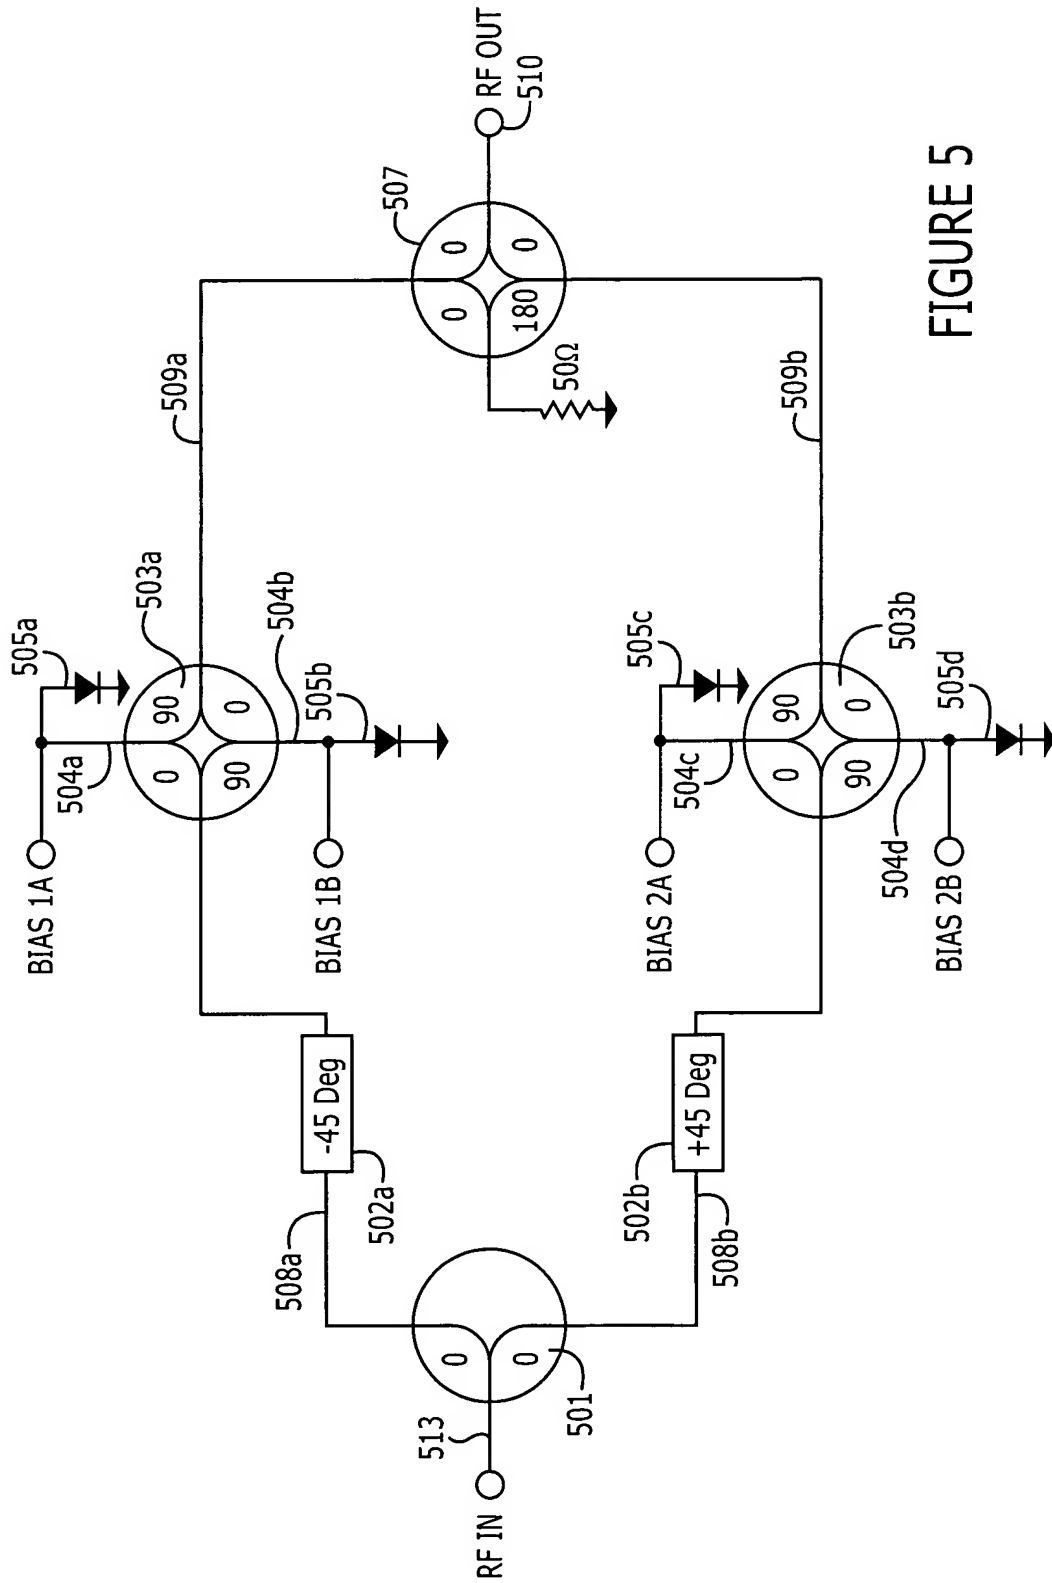 BIAS 1A
504a
505a
0
90
90
0
503a
509a
BIAS 1B
504b
505b
-45 Deg
502a
508a
RF IN
513
0
0
501
0
0
180
0
507
50Ω
RF OUT
510
BIAS 2A
504c
505c
0
90
90
0
503b
509b
BIAS 2B
504d
505d
+45 Deg
502b
508b
FIGURE 5